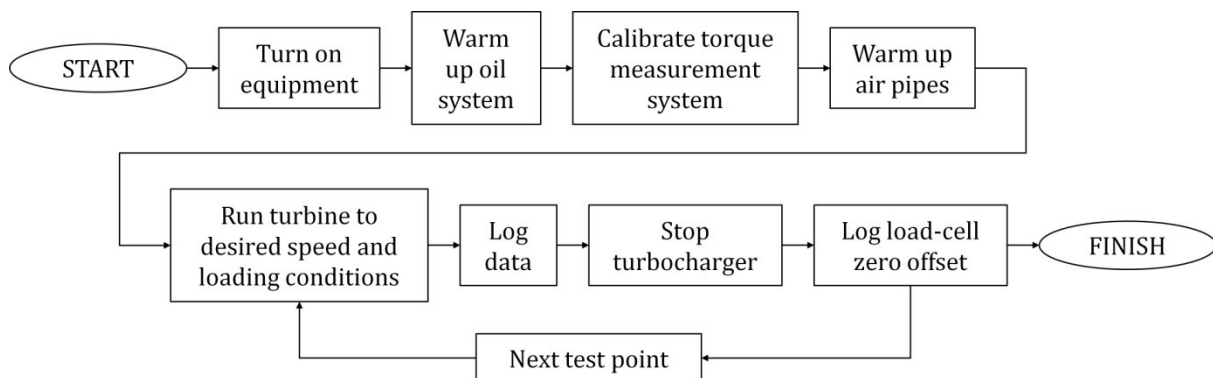 START
Turn on
equipment
Warm
up oil
system
Calibrate torque
measurement
system
Warm up
air pipes
Run turbine to
desired speed and
loading conditions
Log
data
Stop
turbocharger
Log load-cell
zero offset
FINISH
Next test point